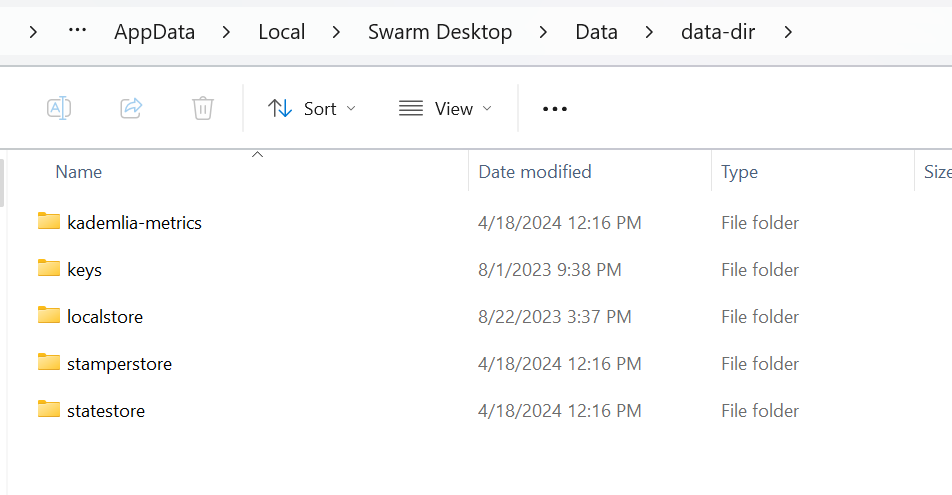 > ... AppData > Local > Swarm Desktop > Data > data-dir >
A Sort View ...
Name Date modified Type Size
kademlia-metrics 4/18/2024 12:16 PM File folder
keys 8/1/2023 9:38 PM File folder
localstore 8/22/2023 3:37 PM File folder
stamperstore 4/18/2024 12:16 PM File folder
statestore 4/18/2024 12:16 PM File folder